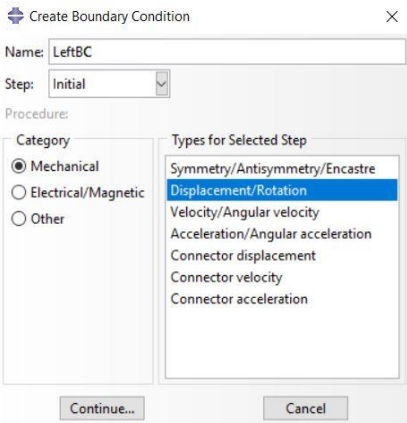 Create Boundary Condition
Name: LeftBC
Step: Initial
Procedure:
Category
Mechanical
Electrical/Magnetic
Other
Types for Selected Step
Symmetry/Antisymmetry/Encastre
Displacement/Rotation
Velocity/Angular velocity
Acceleration/Angular acceleration
Connector displacement
Connector velocity
Connector acceleration
Continue... Cancel